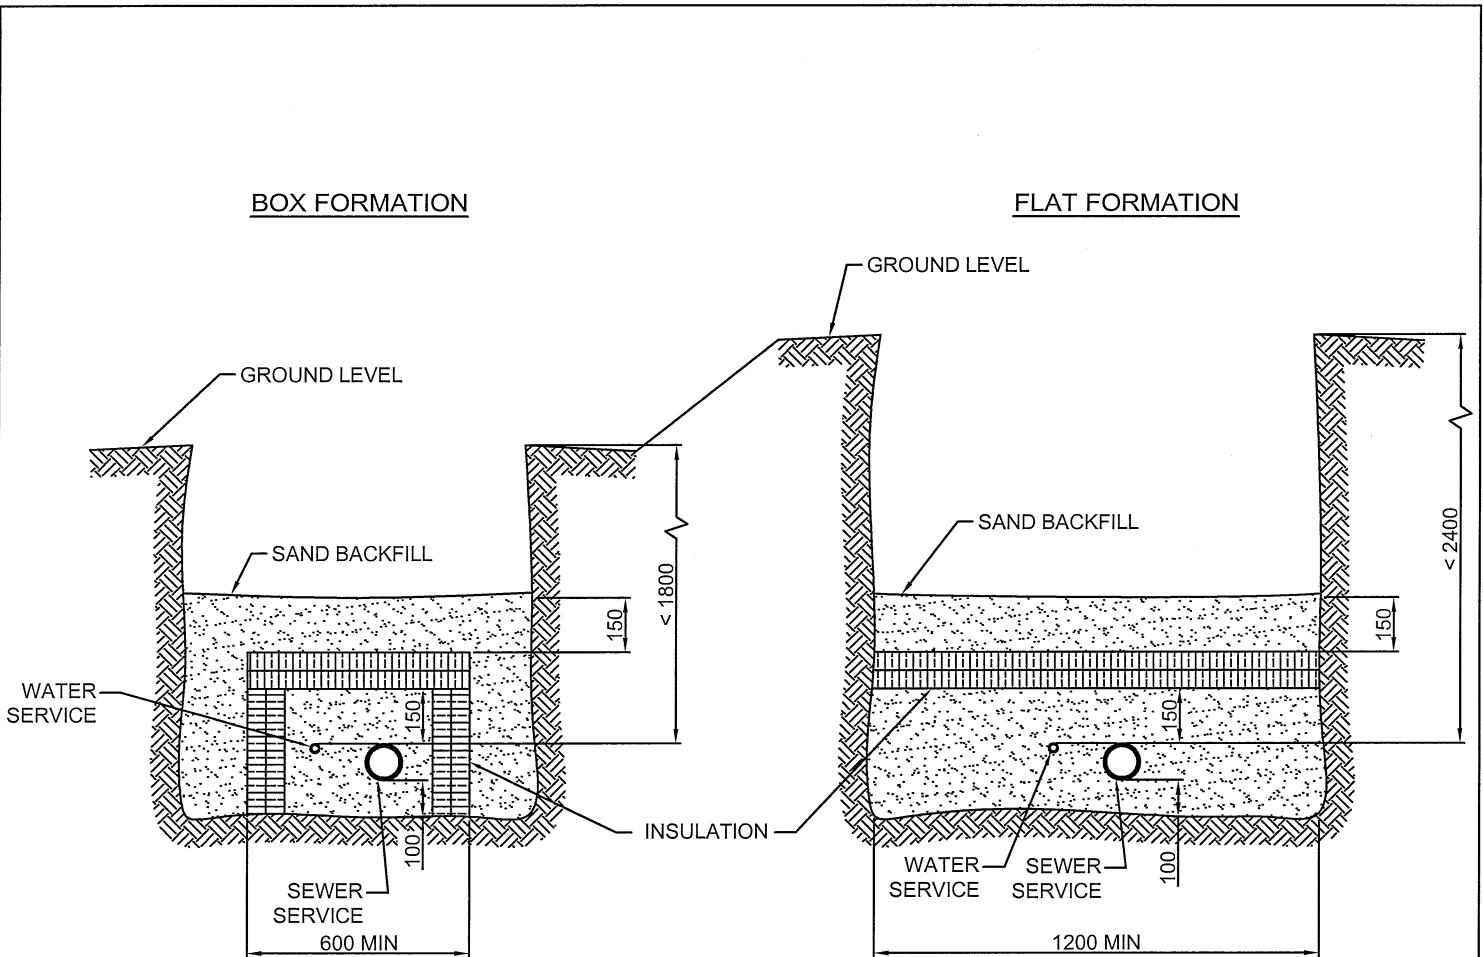 BOX FORMATION
GROUND LEVEL
SAND BACKFILL
150
< 1800
WATER
SERVICE
150
100
SEWER
SERVICE
600 MIN
INSULATION
FLAT FORMATION
GROUND LEVEL
SAND BACKFILL
150
< 2400
150
WATER
SERVICE
SEWER
SERVICE
100
1200 MIN